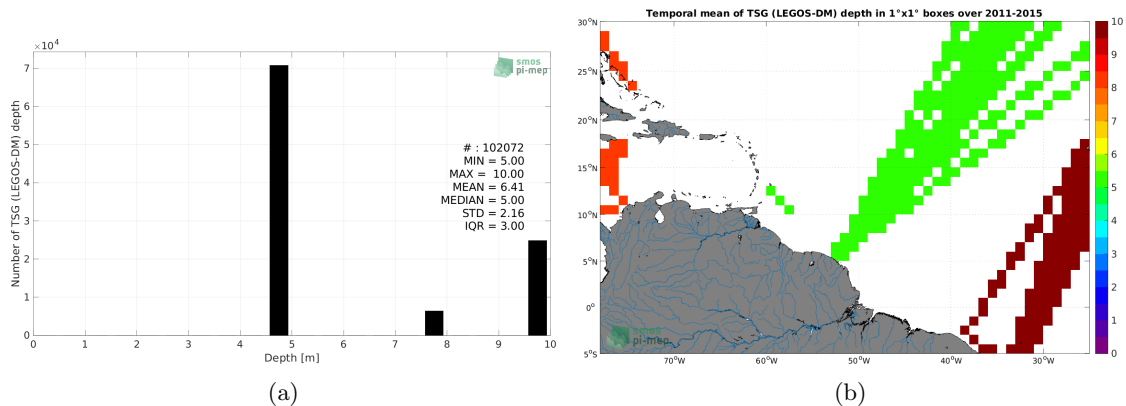 ×10⁴
7
6
5
4
3
2
1
0
Number of TSG (LEGOS-DM) depth
smos
pi-mep
# : 102072
MIN = 5.00
MAX = 10.00
MEAN = 6.41
MEDIAN = 5.00
STD = 2.16
IQR = 3.00
0 1 2 3 4 5 6 7 8 9 10
Depth [m]
(a)
Temporal mean of TSG (LEGOS-DM) depth in 1°x1° boxes over 2011-2015
30°N
25°N
20°N
15°N
10°N
5°N
0°
5°S
smos
pi-mep
70°W 60°W 50°W 40°W 30°W
10
9
8
7
6
5
4
3
2
1
0
(b)